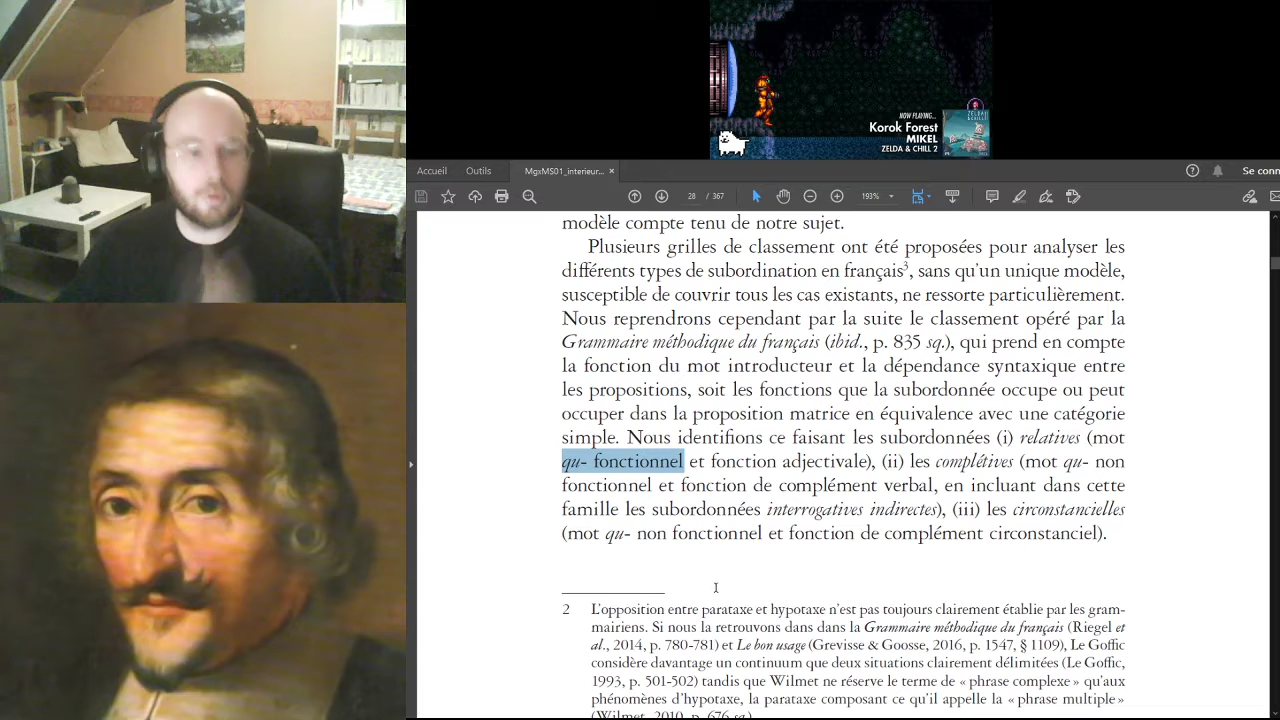 NOW PLAYING...
Korok Forest
MIKEL
ZELDA & CHILL 2
Accueil Outils MgxMS01_interieur... × Se conn
28 / 367 193%
modèle compte tenu de notre sujet.
Plusieurs grilles de classement ont été proposées pour analyser les
différents types de subordination en français³, sans qu'un unique modèle,
susceptible de couvrir tous les cas existants, ne ressorte particulièrement.
Nous reprendrons cependant par la suite le classement opéré par la
Grammaire méthodique du français (ibid., p. 835 sq.), qui prend en compte
la fonction du mot introducteur et la dépendance syntaxique entre
les propositions, soit les fonctions que la subordonnée occupe ou peut
occuper dans la proposition matrice en équivalence avec une catégorie
simple. Nous identifions ce faisant les subordonnées (i) relatives (mot
qu- fonctionnel et fonction adjectivale), (ii) les complétives (mot qu- non
fonctionnel et fonction de complément verbal, en incluant dans cette
famille les subordonnées interrogatives indirectes), (iii) les circonstancielles
(mot qu- non fonctionnel et fonction de complément circonstanciel).
2 L'opposition entre parataxe et hypotaxe n'est pas toujours clairement établie par les gram-
mairiens. Si nous la retrouvons dans dans la Grammaire méthodique du français (Riegel et
al., 2014, p. 780-781) et Le bon usage (Grevisse & Goosse, 2016, p. 1547, § 1109), Le Goffic
considère davantage un continuum que deux situations clairement délimitées (Le Goffic,
1993, p. 501-502) tandis que Wilmet ne réserve le terme de « phrase complexe » qu'aux
phénomènes d'hypotaxe, la parataxe composant ce qu'il appelle la « phrase multiple »
(Wilmet, 2010, p. 676 sq.).